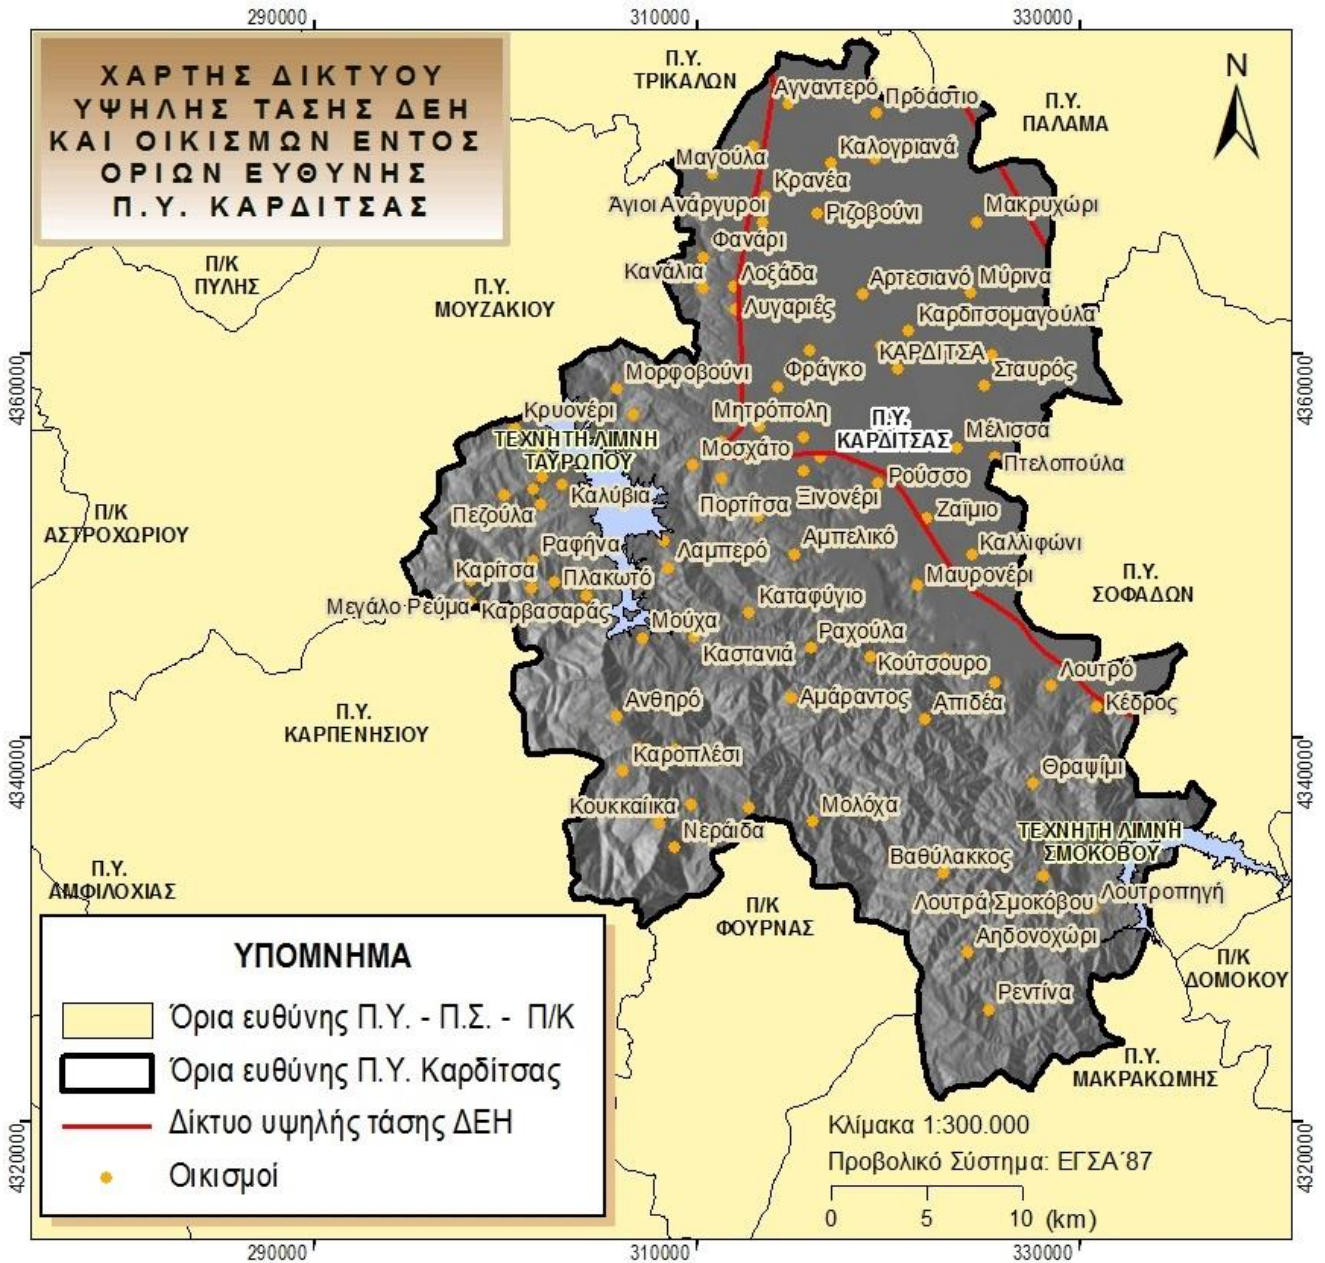 290000
310000
330000
ΧΑΡΤΗΣ ΔΙΚΤΥΟΥ
ΥΨΗΛΗΣ ΤΑΣΗΣ ΔΕΗ
ΚΑΙ ΟΙΚΙΣΜΩΝ ΕΝΤΟΣ
ΟΡΙΩΝ ΕΥΘΥΝΗΣ
Π.Υ. ΚΑΡΔΙΤΣΑΣ
Π.Υ.
ΤΡΙΚΑΛΩΝ
N
Αγναντερό
Προάστιο
Π.Υ.
ΠΑΛΑΜΑ
Μαγούλα
Καλογριανά
Κρανέα
Άγιοι Ανάργυροι
Ριζοβούνι
Μακρυχώρι
Φανάρι
Π/Κ
ΠΥΛΗΣ
Κανάλια
Λοξάδα
Αρτεσιανό
Μύρινα
Π.Υ.
ΜΟΥΖΑΚΙΟΥ
Λυγαριές
Καρδιτσομαγούλα
ΚΑΡΔΙΤΣΑ
4360000
4360000
Μορφοβούνι
Φράγκο
Σταυρός
Κρυονέρι
Μητρόπολη
Π.Υ.
ΚΑΡΔΙΤΣΑΣ
Μέλισσα
ΤΕΧΝΗΤΗ ΛΙΜΝΗ
ΤΑΥΡΩΠΟΥ
Μοσχάτο
Πτελοπούλα
Ρούσσο
Καλύβια
Πορτίτσα
Ξινονέρι
Πεζούλα
Ζαΐμιο
Π/Κ
ΑΣΤΡΟΧΩΡΙΟΥ
Ραφήνα
Λαμπερό
Αμπελικό
Καλλιφώνι
Καρίτσα
Πλακωτό
Μαυρονέρι
Π.Υ.
ΣΟΦΑΔΩΝ
Μεγάλο Ρεύμα
Καρβασαράς
Μούχα
Καταφύγιο
Ραχούλα
Καστανιά
Κούτσουρο
Λουτρό
Ανθηρό
Αμάραντος
Απιδέα
Κέδρος
Π.Υ.
ΚΑΡΠΕΝΗΣΙΟΥ
4340000
4340000
Καροπλέσι
Θραψίμι
Κουκκαίικα
Μολόχα
Νεράιδα
ΤΕΧΝΗΤΗ ΛΙΜΝΗ
ΣΜΟΚΟΒΟΥ
Βαθύλακκος
Π.Υ.
ΑΜΦΙΛΟΧΙΑΣ
Λουτρά Σμοκόβου
Λουτροπηγή
Π/Κ
ΦΟΥΡΝΑΣ
Αηδονοχώρι
Π/Κ
ΔΟΜΟΚΟΥ
Ρεντίνα
Π.Υ.
ΜΑΚΡΑΚΩΜΗΣ
ΥΠΟΜΝΗΜΑ
Όρια ευθύνης Π.Υ. - Π.Σ. - Π/Κ
Όρια ευθύνης Π.Υ. Καρδίτσας
Δίκτυο υψηλής τάσης ΔΕΗ
Οικισμοί
4320000
4320000
Κλίμακα 1:300.000
Προβολικό Σύστημα: ΕΓΣΑ΄87
0 5 10 (km)
290000
310000
330000